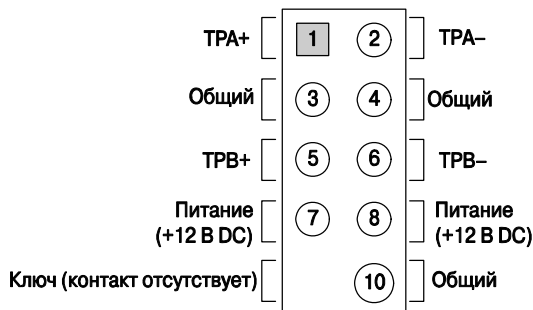 TPA+ 1 2 TPA–
Общий 3 4 Общий
TPB+ 5 6 TPB–
Питание 7 8 Питание
(+12 В DC) (+12 В DC)
Ключ (контакт отсутствует) 10 Общий